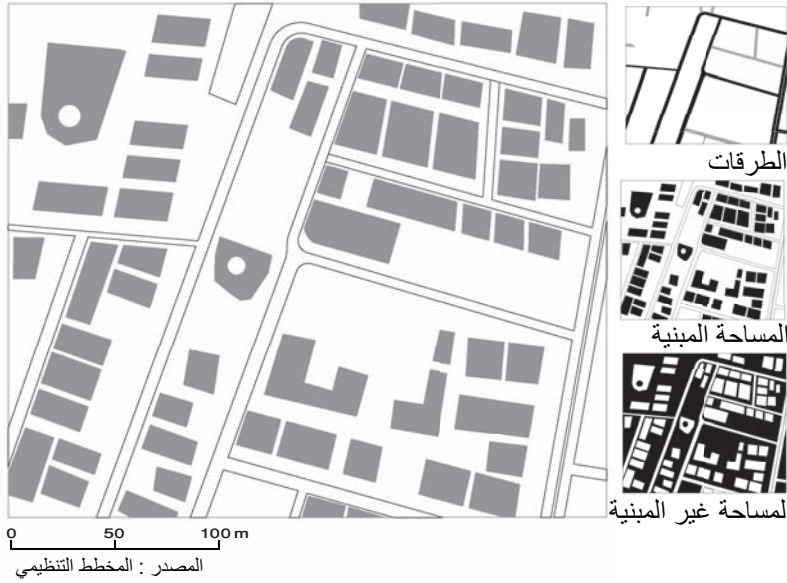 الطرقات
المساحة المبنية
لمساحة غير المبنية
0 50 100 m
المصدر : المخطط التنظيمي